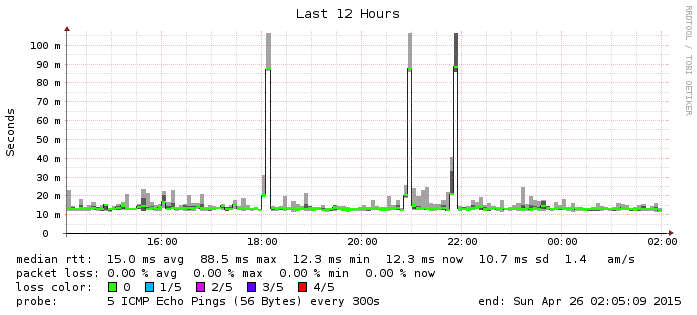 Last 12 Hours
RRDTOOL / TOBI OETIKER
Seconds
100 m
90 m
80 m
70 m
60 m
50 m
40 m
30 m
20 m
10 m
0
16:00 18:00 20:00 22:00 00:00 02:00
median rtt: 15.0 ms avg 88.5 ms max 12.3 ms min 12.3 ms now 10.7 ms sd 1.4 am/s
packet loss: 0.00 % avg 0.00 % max 0.00 % min 0.00 % now
loss color: 0 1/5 2/5 3/5 4/5
probe: 5 ICMP Echo Pings (56 Bytes) every 300s end: Sun Apr 26 02:05:09 2015